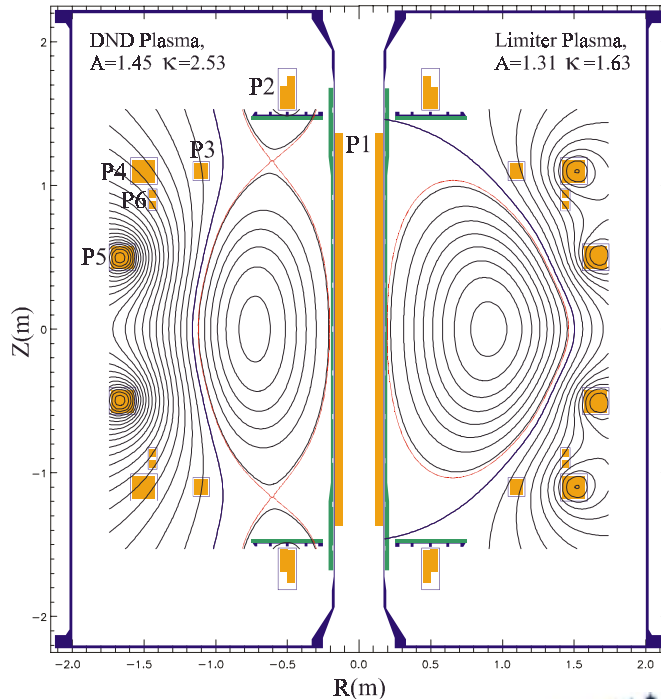 DND Plasma,
A=1.45 κ=2.53
Limiter Plasma,
A=1.31 κ=1.63
P2
P1
P3
P4
P6
P5
Z(m)
2
1
0
−1
−2
−2.0 −1.5 −1.0 −0.5 0.0 0.5 1.0 1.5 2.0
R(m)